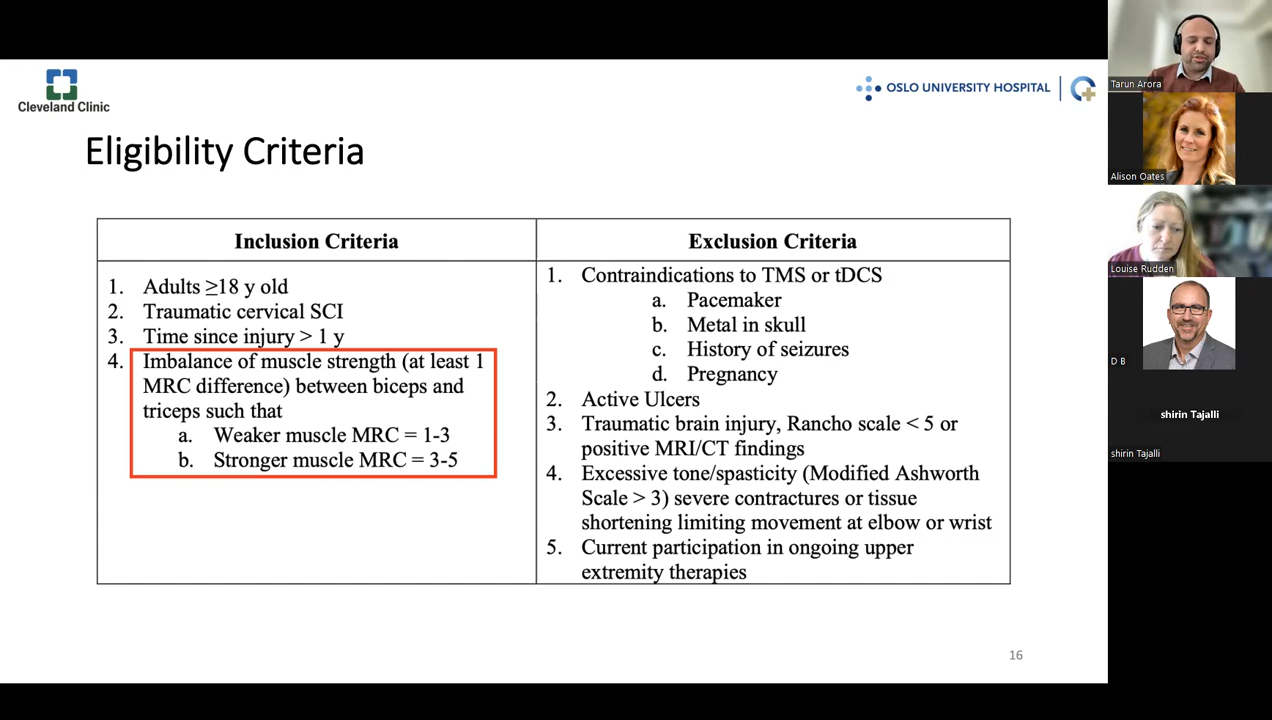 Cleveland Clinic
OSLO UNIVERSITY HOSPITAL
Eligibility Criteria
Inclusion Criteria
1. Adults ≥18 y old
2. Traumatic cervical SCI
3. Time since injury > 1 y
4. Imbalance of muscle strength (at least 1
MRC difference) between biceps and
triceps such that
a. Weaker muscle MRC = 1-3
b. Stronger muscle MRC = 3-5
Exclusion Criteria
1. Contraindications to TMS or tDCS
a. Pacemaker
b. Metal in skull
c. History of seizures
d. Pregnancy
2. Active Ulcers
3. Traumatic brain injury, Rancho scale < 5 or
positive MRI/CT findings
4. Excessive tone/spasticity (Modified Ashworth
Scale > 3) severe contractures or tissue
shortening limiting movement at elbow or wrist
5. Current participation in ongoing upper
extremity therapies
16
Tarun Arora
Alison Oates
Louise Rudden
D B
shirin Tajalli
shirin Tajalli